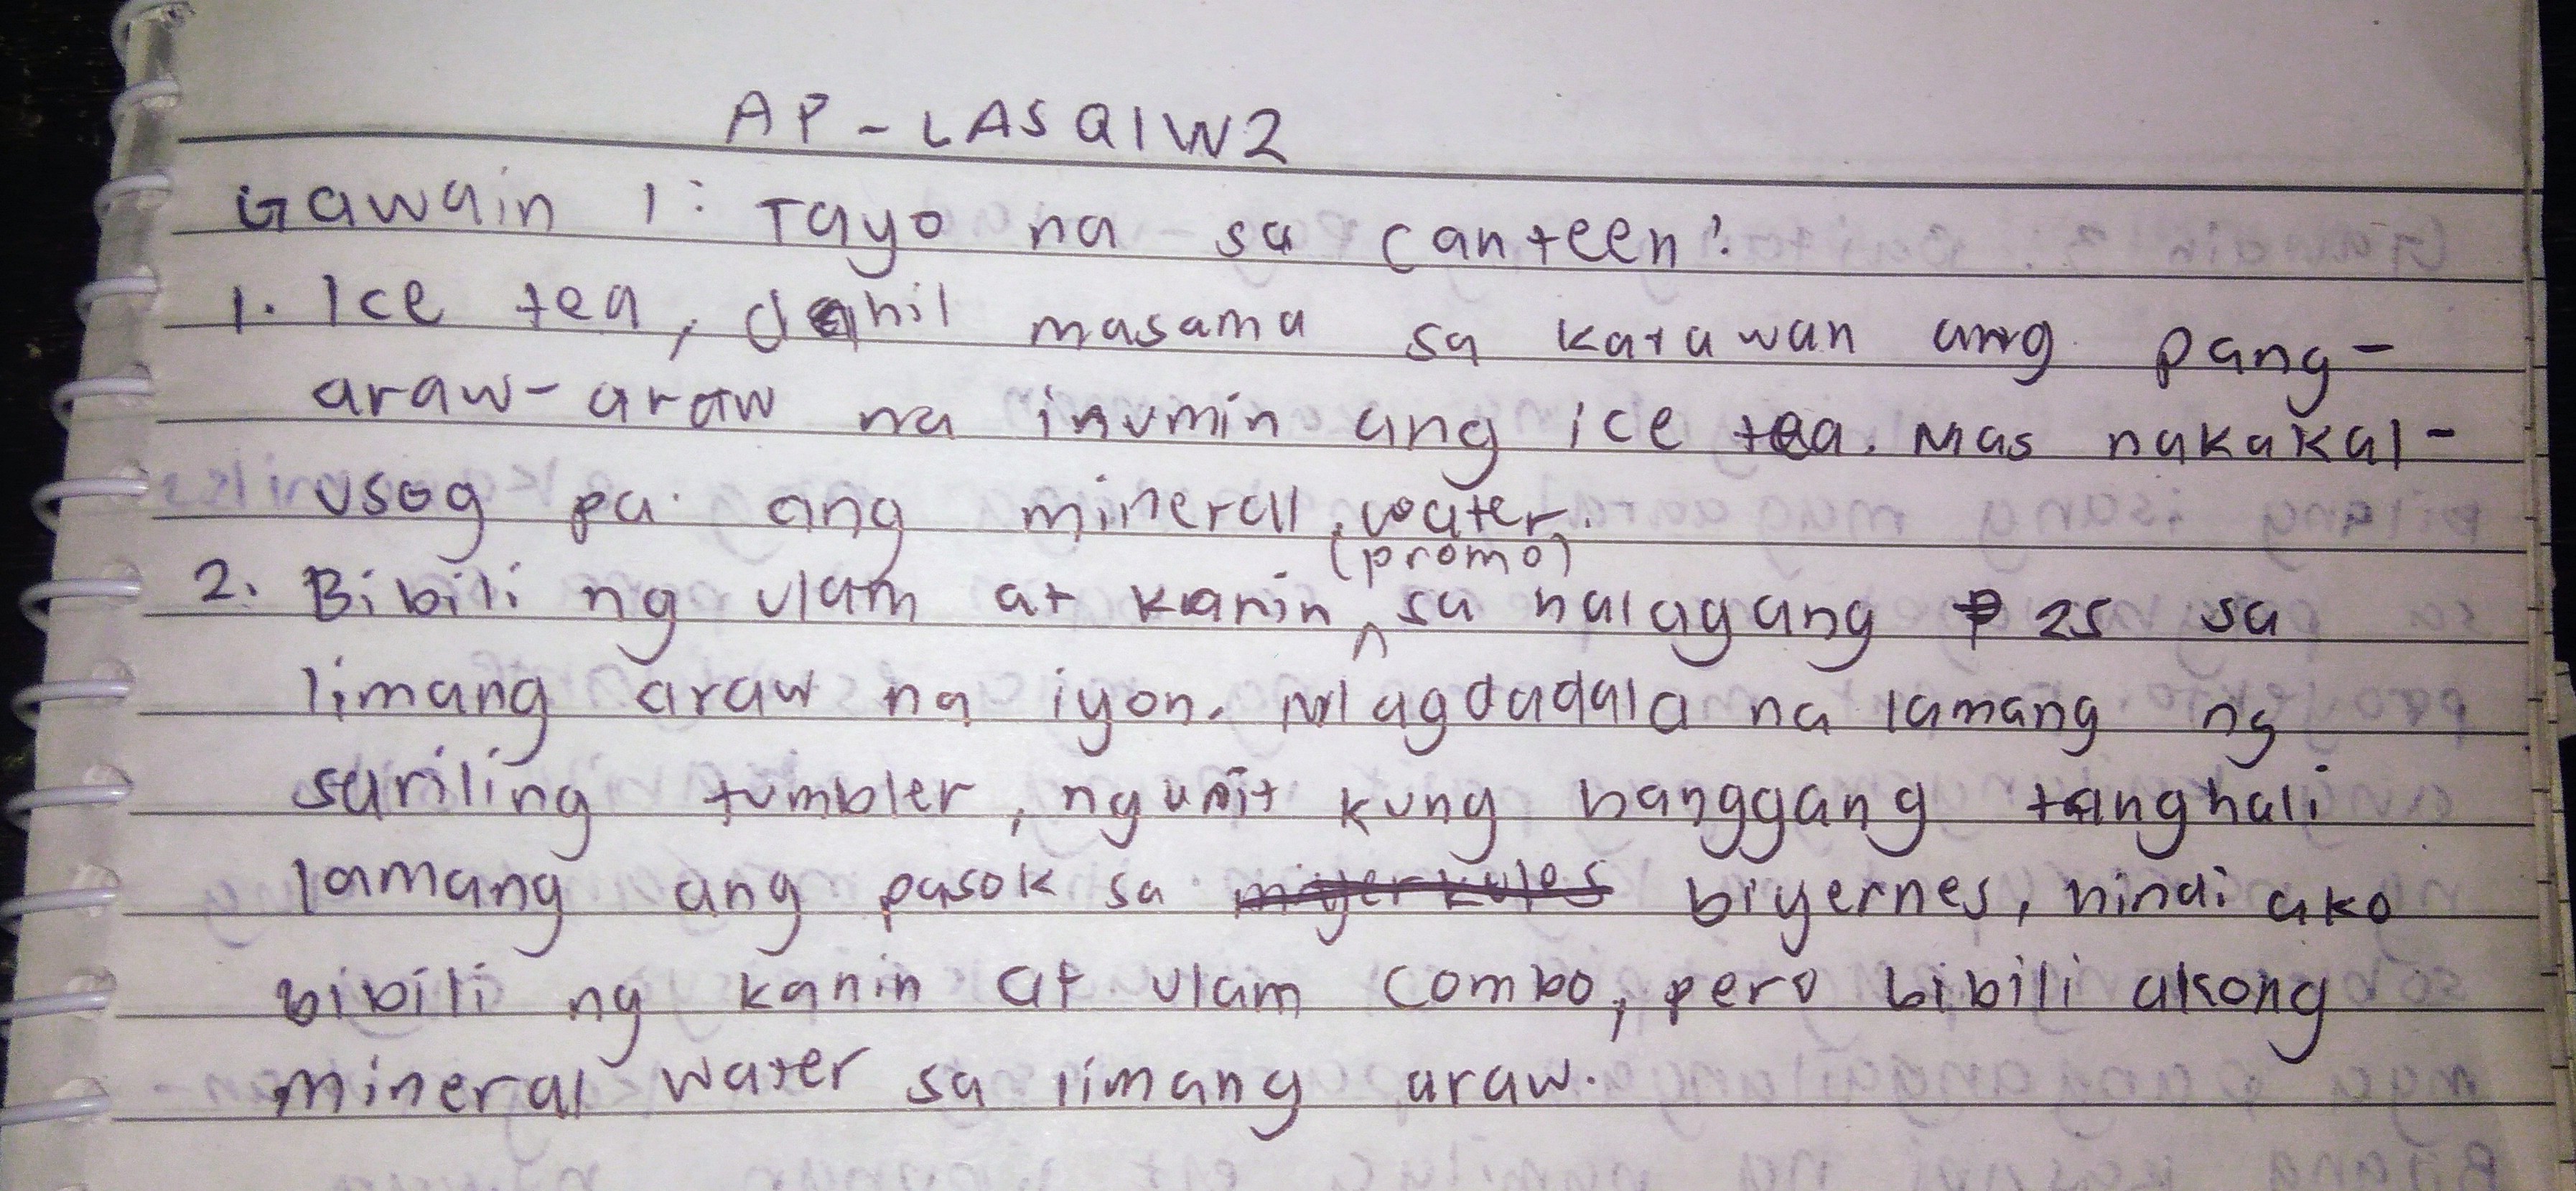 AP - LAS Q1W2
Gawain 1: Tayo na sa canteen!
1. Ice tea, dahil masama sa katawan ang pang-
araw-araw na inumin ang ice tea. Mas nakakal-
usog pa ang minerall water.
(promo)
2. Bibili ng ulam at kanin ^ sa halagang ₱ 25 sa
limang araw na iyon. Magdadala na lamang ng
sariling tumbler, ngunit kung hanggang tanghali
lamang ang pasok sa miyerkules biyernes, hindi ako
bibili ng kanin at ulam combo, pero bibili akong
mineral water sa limang araw.